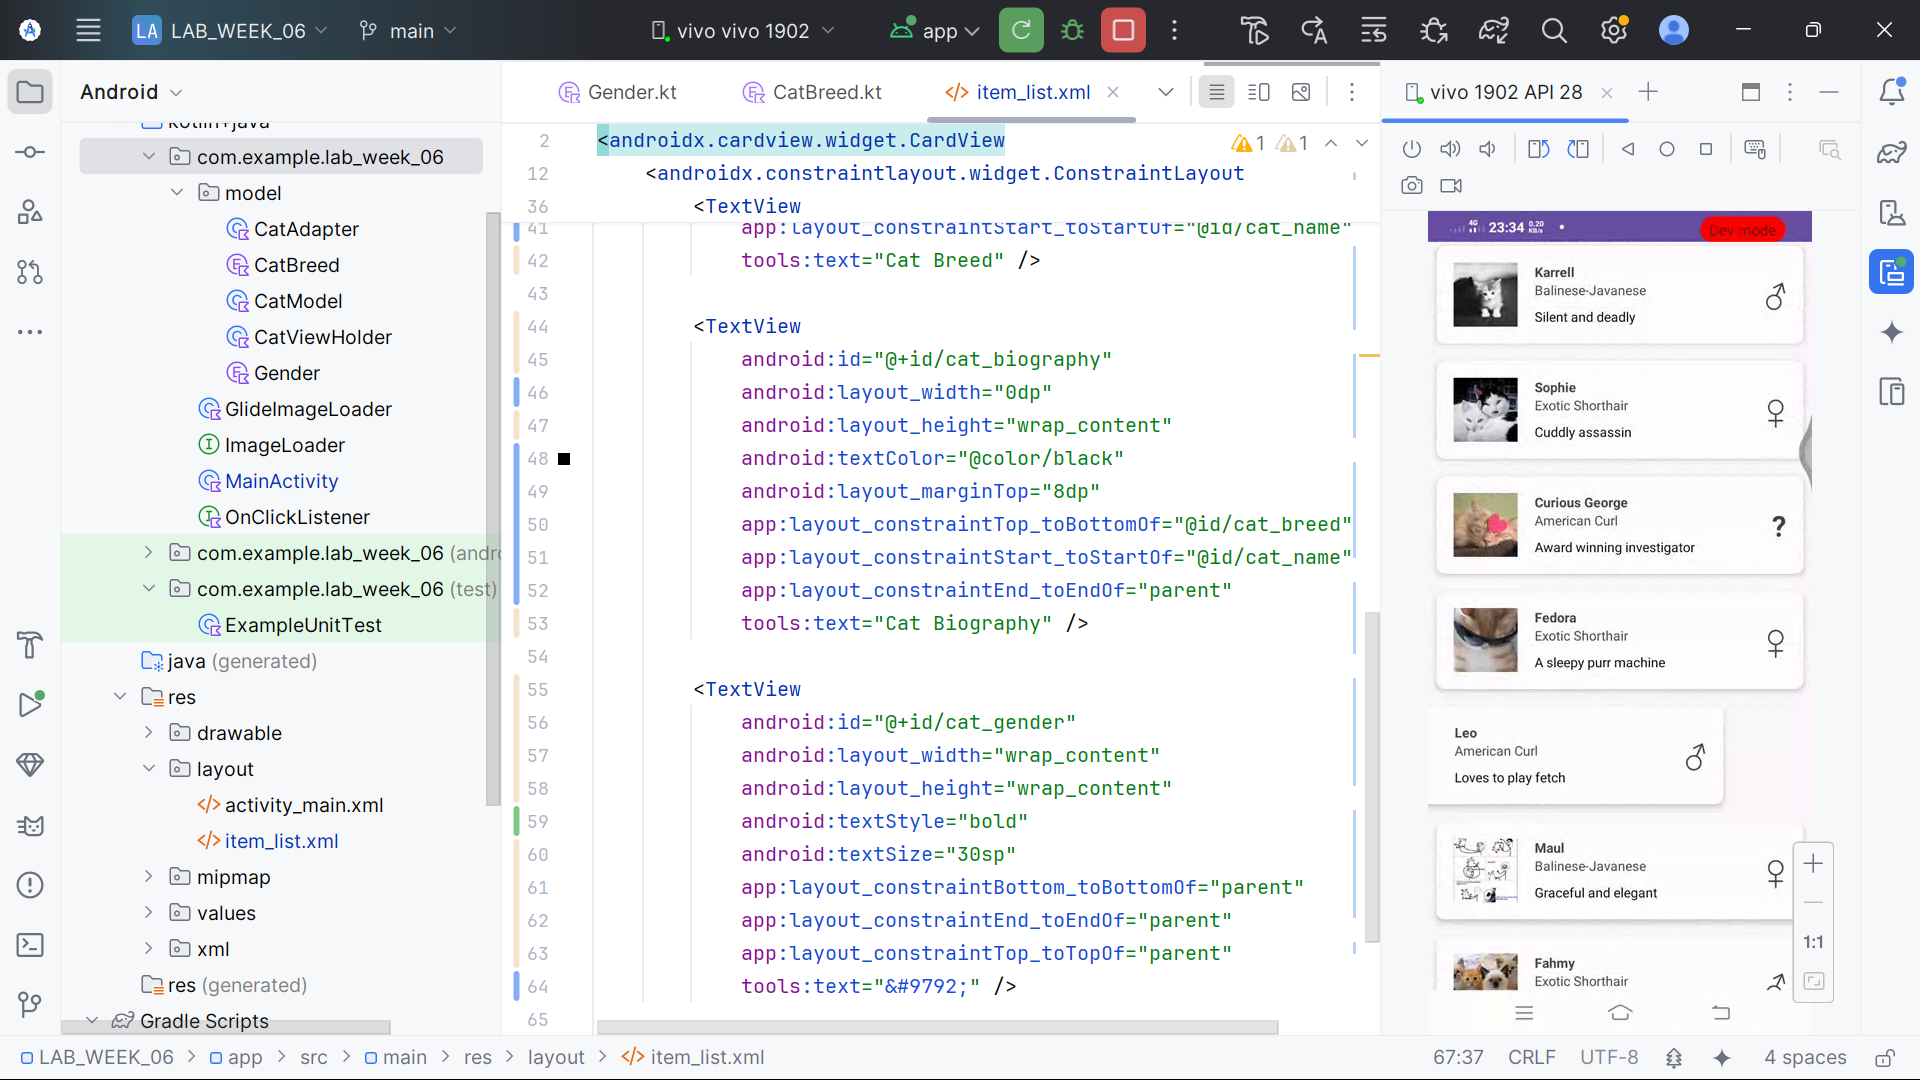 LA LAB_WEEK_06 main vivo vivo 1902 app
Android
kotlin+java
com.example.lab_week_06
model
CatAdapter
CatBreed
CatModel
CatViewHolder
Gender
GlideImageLoader
ImageLoader
MainActivity
OnClickListener
com.example.lab_week_06 (andro
com.example.lab_week_06 (test)
ExampleUnitTest
java (generated)
res
drawable
layout
activity_main.xml
item_list.xml
mipmap
values
xml
res (generated)
Gradle Scripts
Gender.kt CatBreed.kt item_list.xml
1 1
2 <androidx.cardview.widget.CardView
12 <androidx.constraintlayout.widget.ConstraintLayout
36 <TextView
41 app:layout_constraintStart_toStartOf="@id/cat_name"
42 tools:text="Cat Breed" />
43
44 <TextView
45 android:id="@+id/cat_biography"
46 android:layout_width="0dp"
47 android:layout_height="wrap_content"
48 android:textColor="@color/black"
49 android:layout_marginTop="8dp"
50 app:layout_constraintTop_toBottomOf="@id/cat_breed"
51 app:layout_constraintStart_toStartOf="@id/cat_name"
52 app:layout_constraintEnd_toEndOf="parent"
53 tools:text="Cat Biography" />
54
55 <TextView
56 android:id="@+id/cat_gender"
57 android:layout_width="wrap_content"
58 android:layout_height="wrap_content"
59 android:textStyle="bold"
60 android:textSize="30sp"
61 app:layout_constraintBottom_toBottomOf="parent"
62 app:layout_constraintEnd_toEndOf="parent"
63 app:layout_constraintTop_toTopOf="parent"
64 tools:text="&#9792;" />
65
vivo 1902 API 28
4G 23:34 0.20 KB/s Dev mode
Karrell
Balinese-Javanese
Silent and deadly
♂
Sophie
Exotic Shorthair
Cuddly assassin
♀
Curious George
American Curl
Award winning investigator
?
Fedora
Exotic Shorthair
A sleepy purr machine
♀
Leo
American Curl
Loves to play fetch
♂
Maul
Balinese-Javanese
Graceful and elegant
♀
Fahmy
Exotic Shorthair
1:1
LAB_WEEK_06 > app > src > main > res > layout > item_list.xml
67:37 CRLF UTF-8 4 spaces